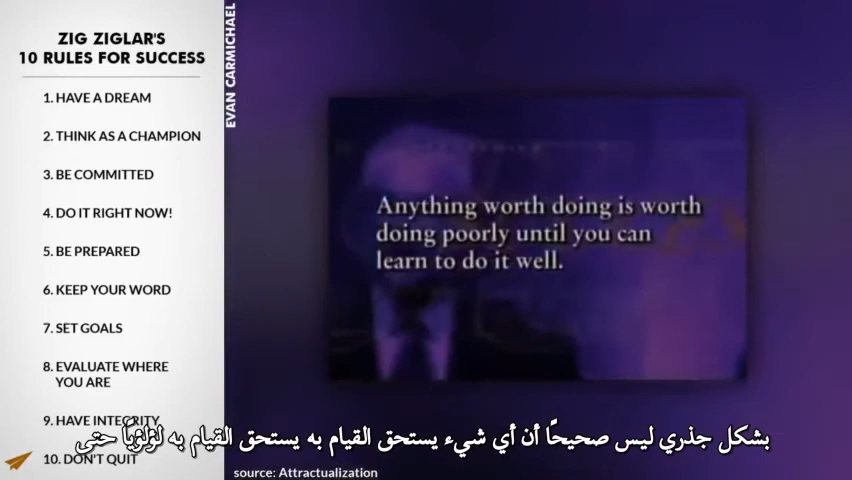 ZIG ZIGLAR'S
10 RULES FOR SUCCESS
1. HAVE A DREAM
2. THINK AS A CHAMPION
3. BE COMMITTED
4. DO IT RIGHT NOW!
5. BE PREPARED
6. KEEP YOUR WORD
7. SET GOALS
8. EVALUATE WHERE
YOU ARE
9. HAVE INTEGRITY
10. DON'T QUIT
EVAN CARMICHAEL
Anything worth doing is worth
doing poorly until you can
learn to do it well.
بشكل جذري ليس صحيحًا أن أي شيء يستحق القيام به يستحق القيام به لؤلؤيًا حتى
source: Attractualization